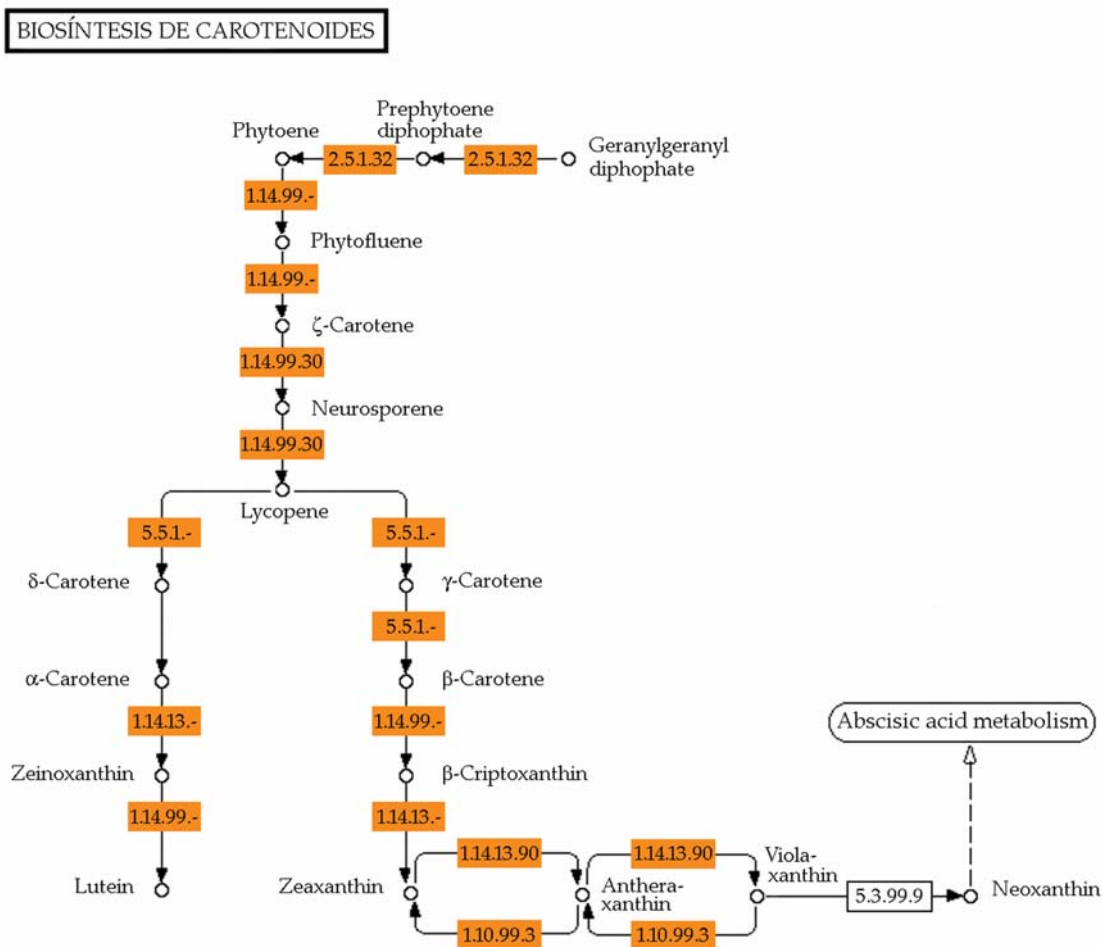 BIOSÍNTESIS DE CAROTENOIDES
Prephytoene
diphophate
Phytoene
Geranylgeranyl
diphophate
2.5.1.32
2.5.1.32
1.14.99.-
Phytofluene
1.14.99.-
ζ-Carotene
1.14.99.30
Neurosporene
1.14.99.30
Lycopene
5.5.1.-
5.5.1.-
δ-Carotene
γ-Carotene
5.5.1.-
α-Carotene
β-Carotene
1.14.13.-
1.14.99.-
Abscisic acid metabolism
Zeinoxanthin
β-Criptoxanthin
1.14.99.-
1.14.13.-
1.14.13.90
1.14.13.90
Viola-
xanthin
Lutein
Zeaxanthin
Anthera-
xanthin
5.3.99.9
Neoxanthin
1.10.99.3
1.10.99.3